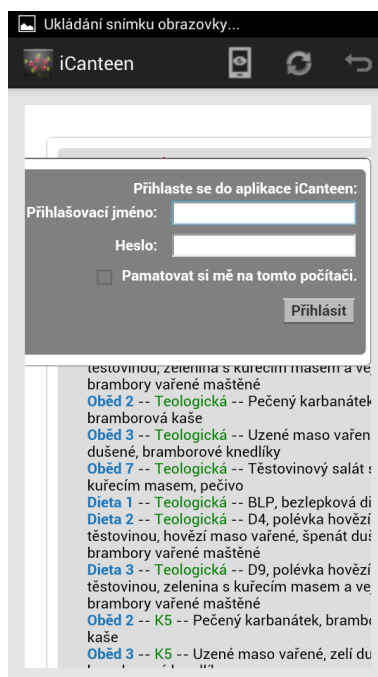 Ukládání snímku obrazovky...
iCanteen
Přihlaste se do aplikace iCanteen:
Přihlašovací jméno:
Heslo:
Pamatovat si mě na tomto počítači.
Přihlásit
těstovinou, zelenina s kuřecím masem a
brambory vařené maštěné
Oběd 2 -- Teologická -- Pečený karbanátek
bramborová kaše
Oběd 3 -- Teologická -- Uzené maso vařen
dušené, bramborové knedlíky
Oběd 7 -- Teologická -- Těstovinový salát s
kuřecím masem, pečivo
Dieta 1 -- Teologická -- BLP, bezlepková di
Dieta 2 -- Teologická -- D4, polévka hovězí
těstovinou, hovězí maso vařené, špenát duš
brambory vařené maštěné
Dieta 3 -- Teologická -- D9, polévka hovězí
těstovinou, zelenina s kuřecím masem a ve
brambory vařené maštěné
Oběd 2 -- K5 -- Pečený karbanátek, brambo
kaše
Oběd 3 -- K5 -- Uzené maso vařené, zelí du